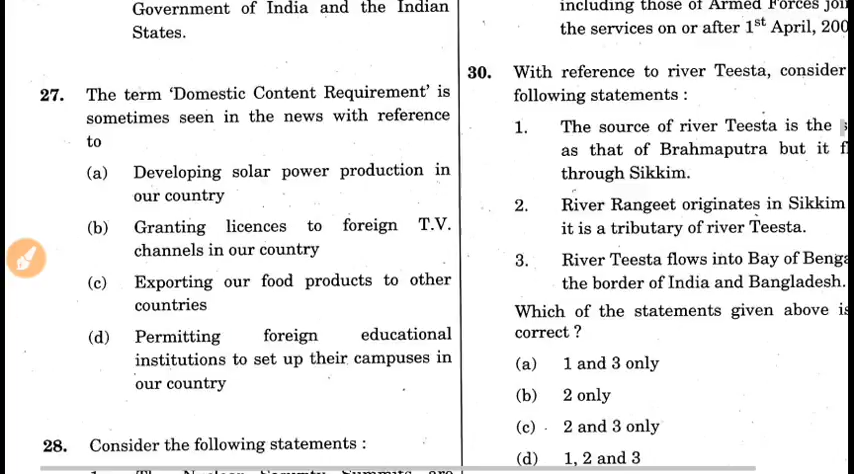 Government of India and the Indian
States.
27. The term ‘Domestic Content Requirement’ is
sometimes seen in the news with reference
to
(a) Developing solar power production in
our country
(b) Granting licences to foreign T.V.
channels in our country
(c) Exporting our food products to other
countries
(d) Permitting foreign educational
institutions to set up their campuses in
our country
28. Consider the following statements :
including those of Armed Forces
the services on or after 1st April,
30. With reference to river Teesta, consider
following statements :
1. The source of river Teesta is the
as that of Brahmaputra but it
through Sikkim.
2. River Rangeet originates in Sikkim
it is a tributary of river Teesta.
3. River Teesta flows into Bay of
the border of India and Bangladesh.
Which of the statements given above
correct ?
(a) 1 and 3 only
(b) 2 only
(c) 2 and 3 only
(d) 1, 2 and 3